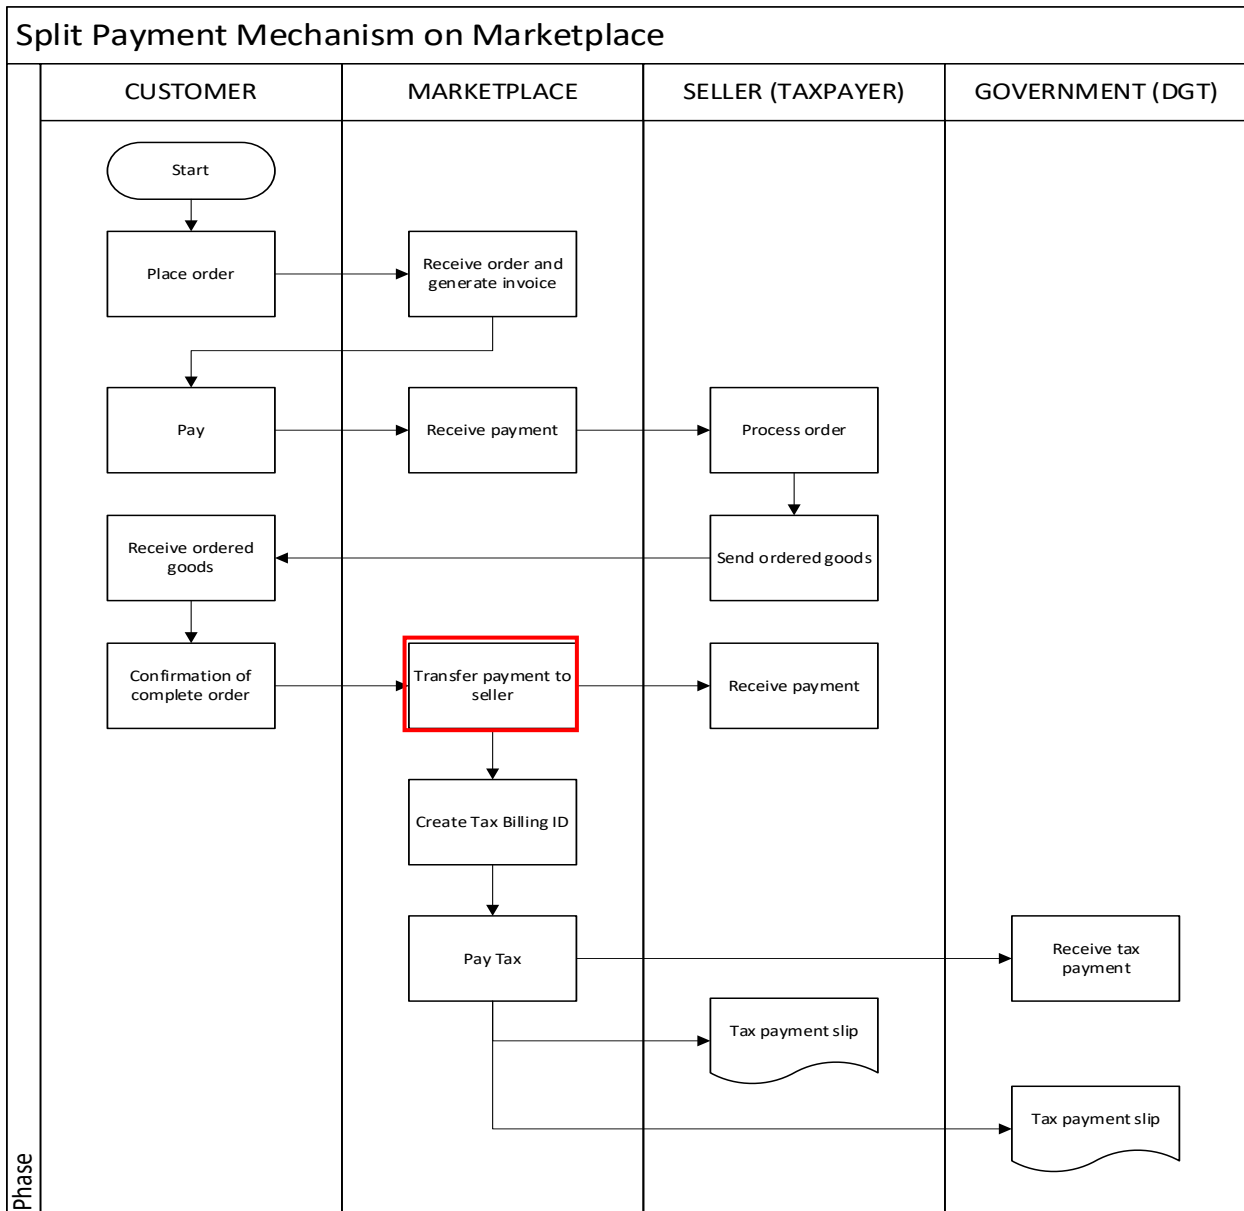 Split Payment Mechanism on Marketplace
CUSTOMER
MARKETPLACE
SELLER (TAXPAYER)
GOVERNMENT (DGT)
Start
Place order
Receive order and
generate invoice
Pay
Receive payment
Process order
Receive ordered
goods
Send ordered goods
Confirmation of
complete order
Transfer payment to
seller
Receive payment
Create Tax Billing ID
Pay Tax
Receive tax
payment
Tax payment slip
Tax payment slip
Phase